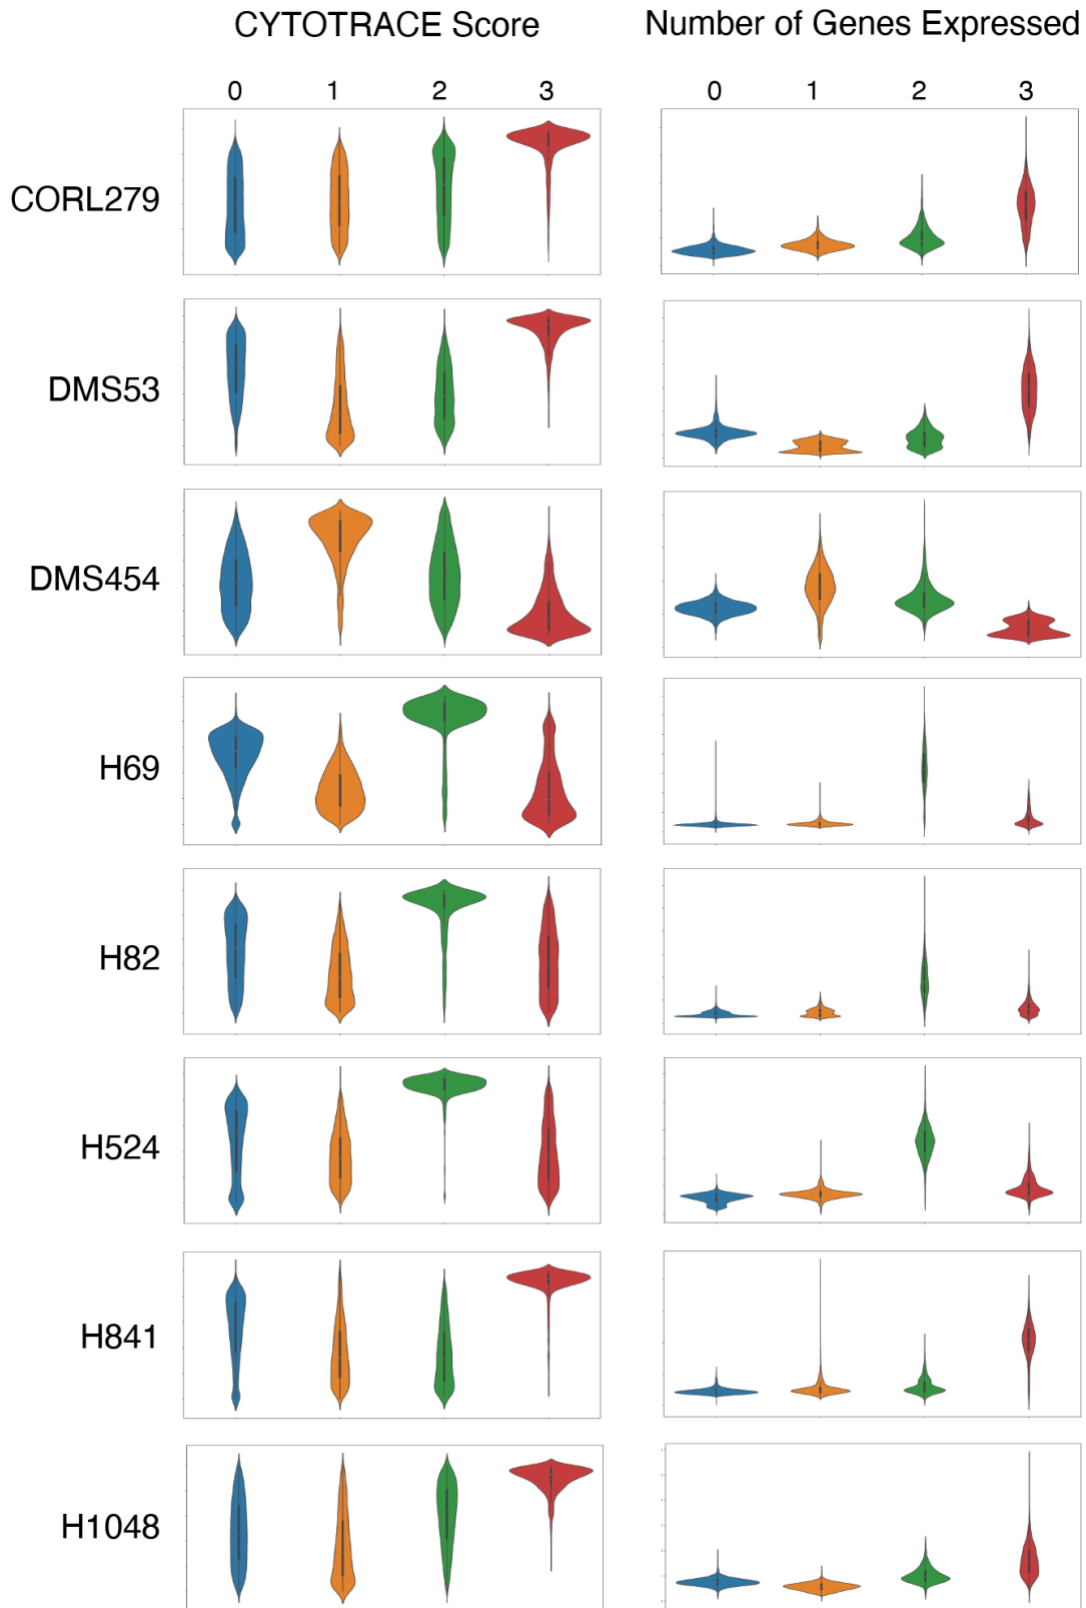 CYTOTRACE Score Number of Genes Expressed
0 1 2 3 0 1 2 3
CORL279
DMS53
DMS454
H69
H82
H524
H841
H1048